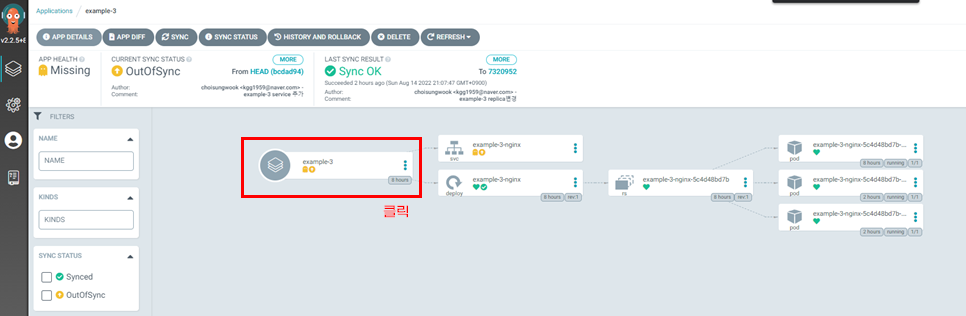 Applications / example-3
v2.2.5+8
APP DETAILS APP DIFF SYNC SYNC STATUS HISTORY AND ROLLBACK DELETE REFRESH
APP HEALTH
Missing
CURRENT SYNC STATUS MORE
OutOfSync From HEAD (bcdad94)
Author: choisungwook <kgg1959@naver.com> -
Comment: example-3 service 추가
LAST SYNC RESULT MORE
Sync OK To 7320952
Succeeded 2 hours ago (Sun Aug 14 2022 21:07:47 GMT+0900)
Author: choisungwook <kgg1959@naver.com> -
Comment: example-3 replica변경
FILTERS
NAME
NAME
KINDS
KINDS
SYNC STATUS
Synced
OutOfSync
example-3
8 hours
클릭
svc
example-3-nginx
deploy
example-3-nginx
8 hours rev:1
rs
example-3-nginx-5c4d48bd7b
8 hours rev:1
pod
example-3-nginx-5c4d48bd7b-...
8 hours running 1/1
pod
example-3-nginx-5c4d48bd7b-...
2 hours running 1/1
pod
example-3-nginx-5c4d48bd7b-...
2 hours running 1/1